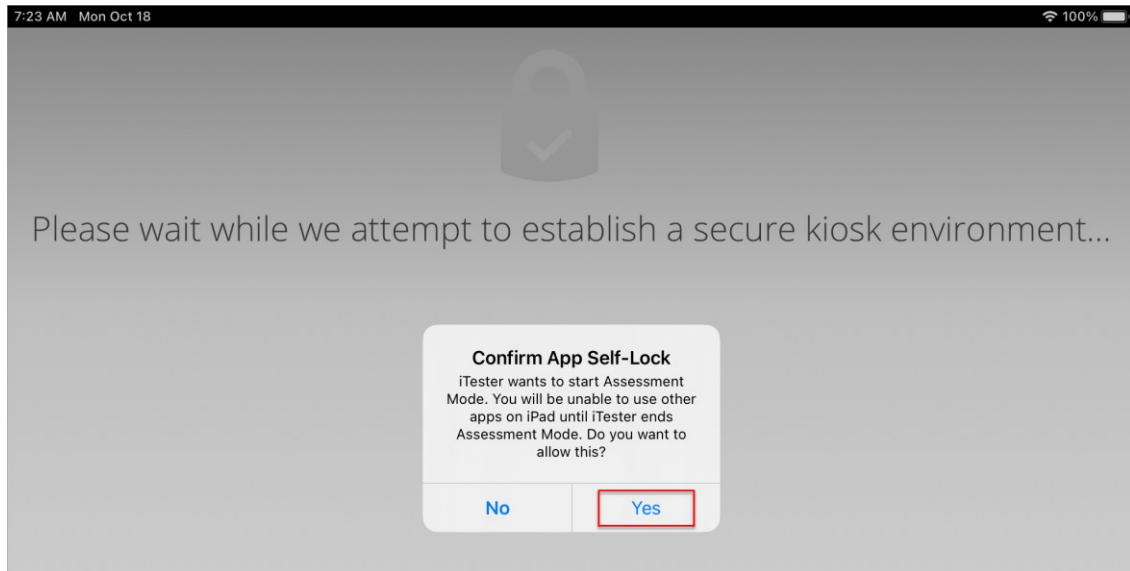 7:23 AM Mon Oct 18
100%
Please wait while we attempt to establish a secure kiosk environment...
Confirm App Self-Lock
iTester wants to start Assessment
Mode. You will be unable to use other
apps on iPad until iTester ends
Assessment Mode. Do you want to
allow this?
No
Yes